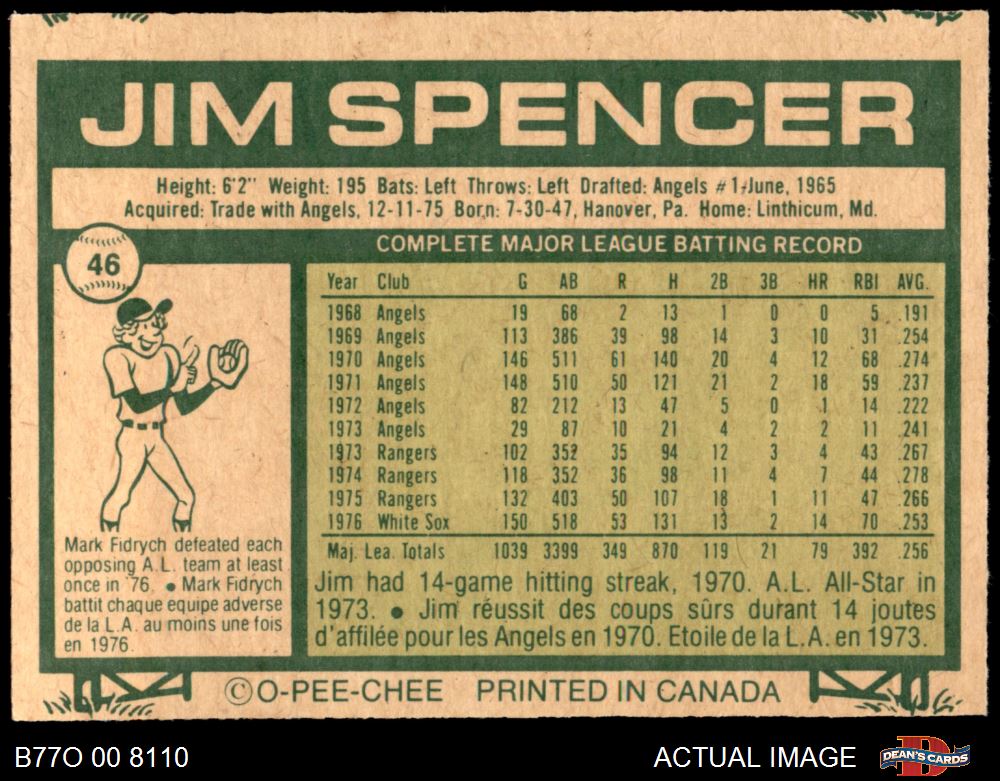 JIM SPENCER
Height: 6'2" Weight: 195 Bats: Left Throws: Left Drafted: Angels #1-June, 1965
Acquired: Trade with Angels, 12-11-75 Born: 7-30-47, Hanover, Pa. Home: Linthicum, Md.
46
COMPLETE MAJOR LEAGUE BATTING RECORD
Year Club G AB R H 2B 3B HR RBI AVG.
1968 Angels 19 68 2 13 1 0 0 5 .191
1969 Angels 113 386 39 98 14 3 10 31 .254
1970 Angels 146 511 61 140 20 4 12 68 .274
1971 Angels 148 510 50 121 21 2 18 59 .237
1972 Angels 82 212 13 47 5 0 1 14 .222
1973 Angels 29 87 10 21 4 2 2 11 .241
1973 Rangers 102 352 35 94 12 3 4 43 .267
1974 Rangers 118 352 36 98 11 4 7 44 .278
1975 Rangers 132 403 50 107 18 1 11 47 .266
1976 White Sox 150 518 53 131 13 2 14 70 .253
Maj. Lea. Totals 1039 3399 349 870 119 21 79 392 .256
Jim had 14-game hitting streak, 1970. A.L. All-Star in
1973. ● Jim réussit des coups sûrs durant 14 joutes
d'affilée pour les Angels en 1970. Etoile de la L.A. en 1973.
Mark Fidrych defeated each
opposing A.L. team at least
once in '76. ● Mark Fidrych
battit chaque equipe adverse
de la L.A. au moins une fois
en 1976.
©O-PEE-CHEE PRINTED IN CANADA
B77O 00 8110
ACTUAL IMAGE
DEAN'S CARDS